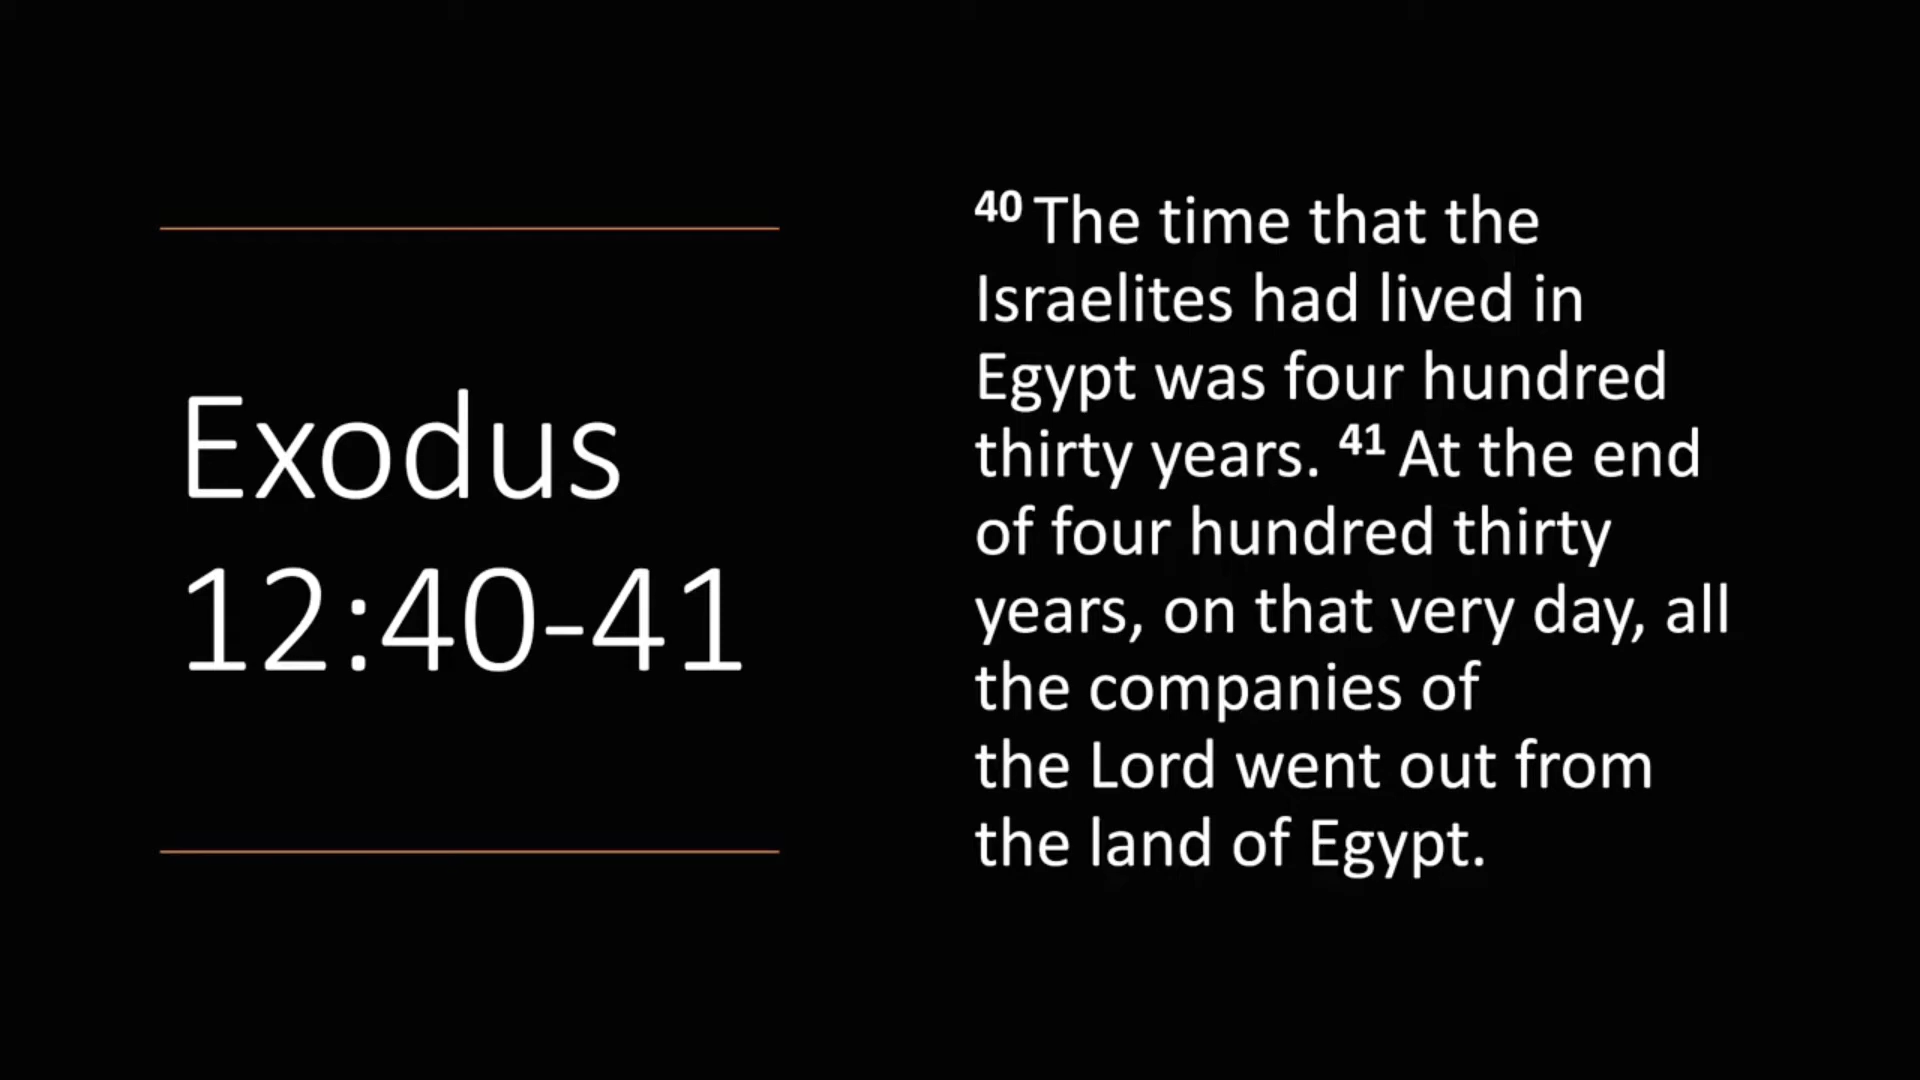 Exodus
12:40-41
40 The time that the
Israelites had lived in
Egypt was four hundred
thirty years. 41 At the end
of four hundred thirty
years, on that very day, all
the companies of
the Lord went out from
the land of Egypt.